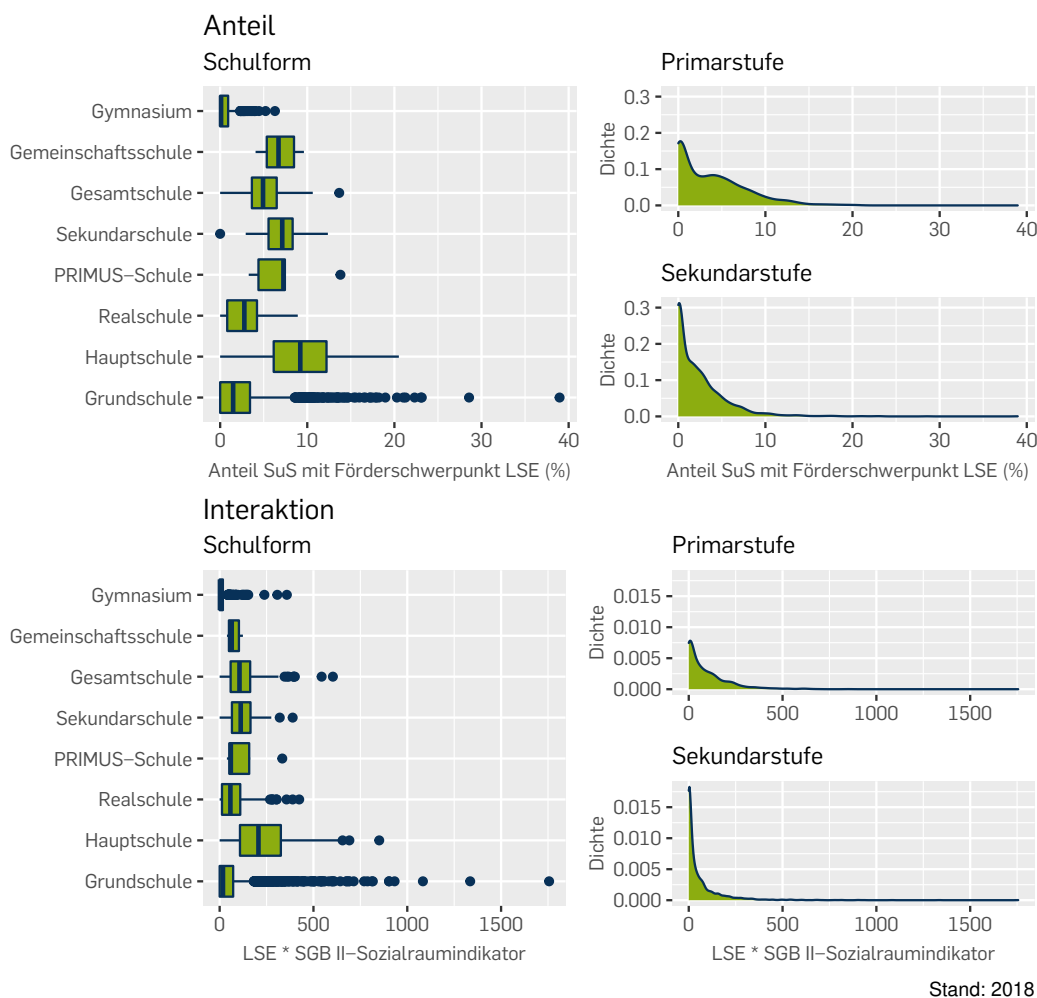 Anteil
Schulform
Gymnasium
Gemeinschaftsschule
Gesamtschule
Sekundarschule
PRIMUS–Schule
Realschule
Hauptschule
Grundschule
0 10 20 30 40
Anteil SuS mit Förderschwerpunkt LSE (%)
Primarstufe
Dichte
0.3
0.2
0.1
0.0
0 10 20 30 40
Sekundarstufe
Dichte
0.3
0.2
0.1
0.0
0 10 20 30 40
Anteil SuS mit Förderschwerpunkt LSE (%)
Interaktion
Schulform
Gymnasium
Gemeinschaftsschule
Gesamtschule
Sekundarschule
PRIMUS–Schule
Realschule
Hauptschule
Grundschule
0 500 1000 1500
LSE * SGB II–Sozialraumindikator
Primarstufe
Dichte
0.015
0.010
0.005
0.000
0 500 1000 1500
Sekundarstufe
Dichte
0.015
0.010
0.005
0.000
0 500 1000 1500
LSE * SGB II–Sozialraumindikator
Stand: 2018